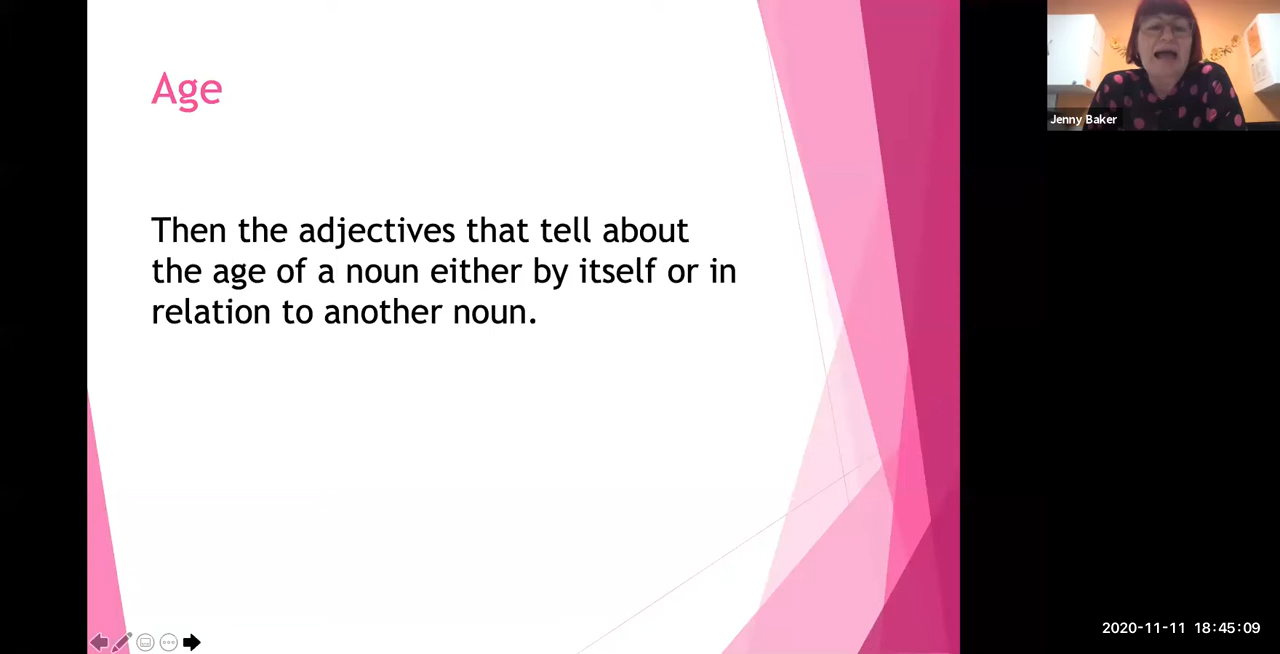 Age
Then the adjectives that tell about
the age of a noun either by itself or in
relation to another noun.
Jenny Baker
2020-11-11 18:45:09